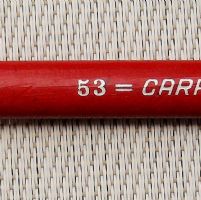 53 = CARP